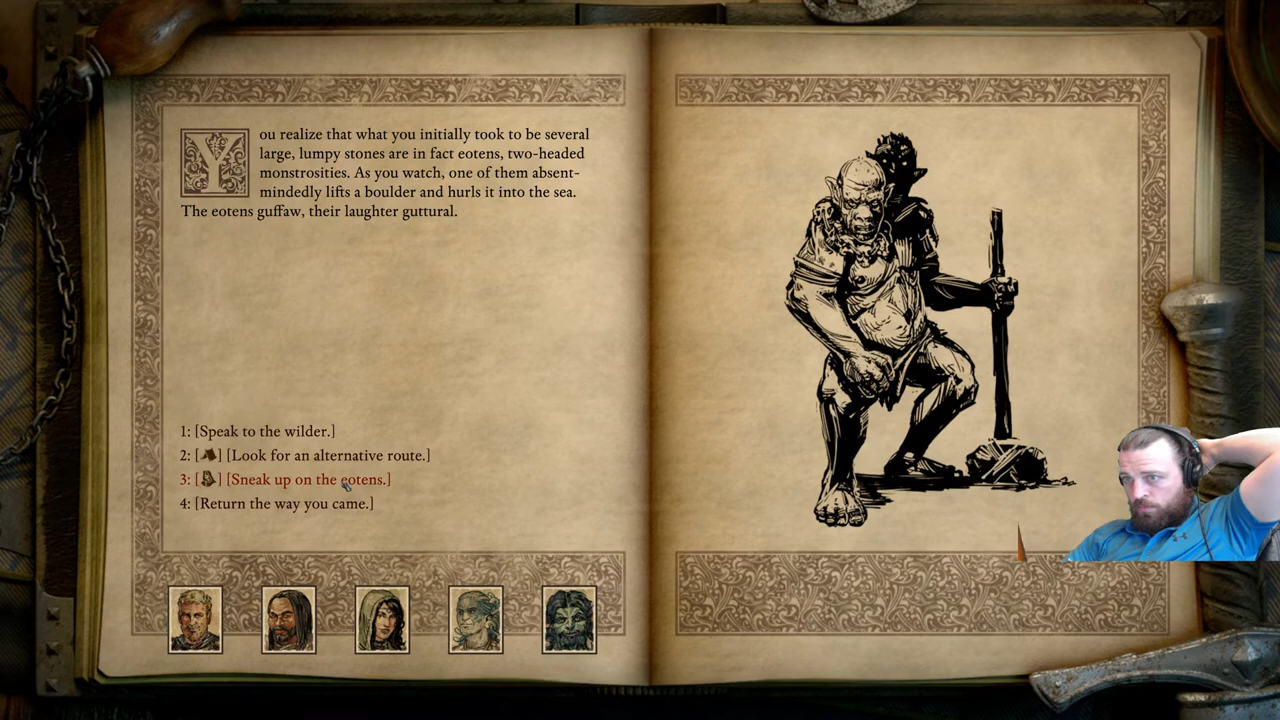 You realize that what you initially took to be several
large, lumpy stones are in fact eotens, two-headed
monstrosities. As you watch, one of them absent-
mindedly lifts a boulder and hurls it into the sea.
The eotens guffaw, their laughter guttural.
1: [Speak to the wilder.]
2: [ ] [Look for an alternative route.]
3: [ ] [Sneak up on the eotens.]
4: [Return the way you came.]